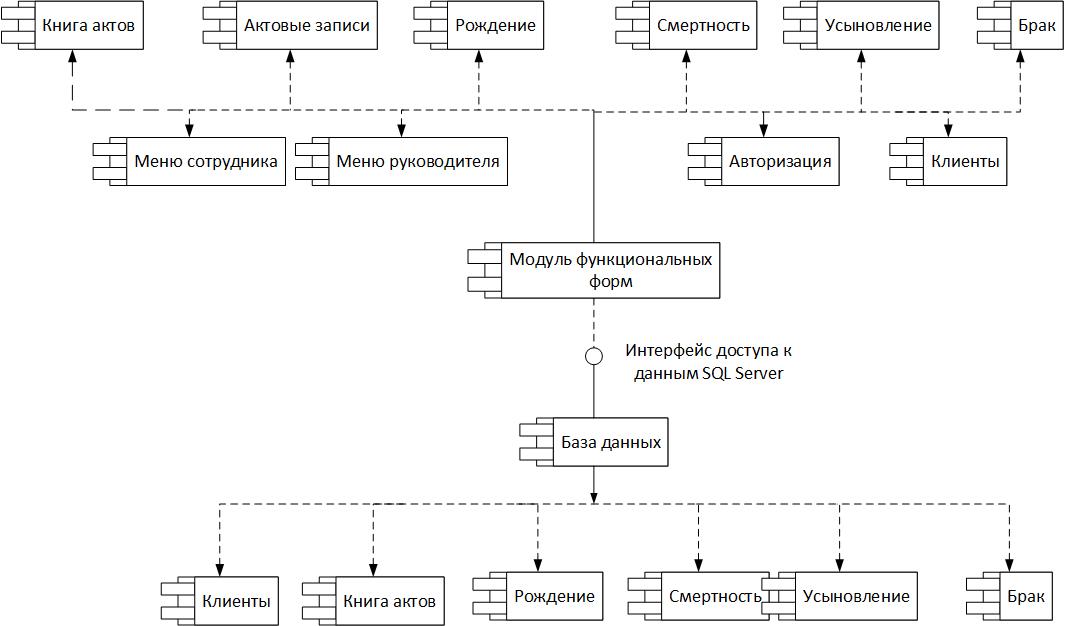 Книга актов
Актовые записи
Рождение
Смертность
Усыновление
Брак
Меню сотрудника
Меню руководителя
Авторизация
Клиенты
Модуль функциональных
форм
Интерфейс доступа к
данным SQL Server
База данных
Клиенты
Книга актов
Рождение
Смертность
Усыновление
Брак